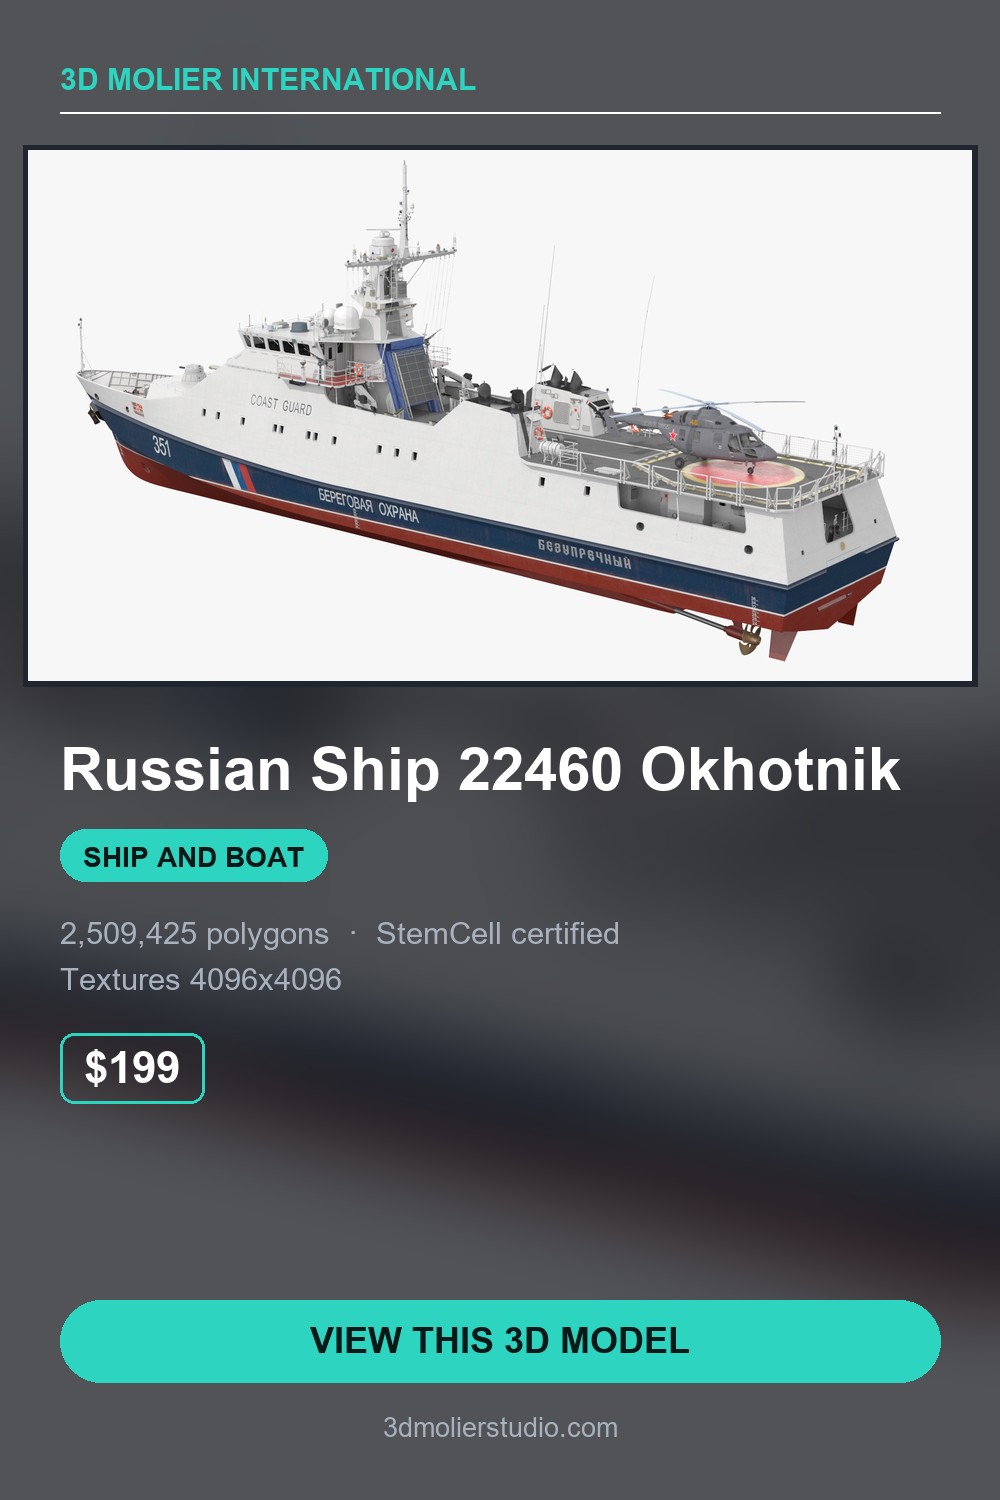 3D MOLIER INTERNATIONAL
COAST GUARD
351
БЕРЕГОВАЯ ОХРАНА
БЕЗУПРЕЧНЫЙ
Russian Ship 22460 Okhotnik
SHIP AND BOAT
2,509,425 polygons · StemCell certified
Textures 4096x4096
$199
VIEW THIS 3D MODEL
3dmolierstudio.com